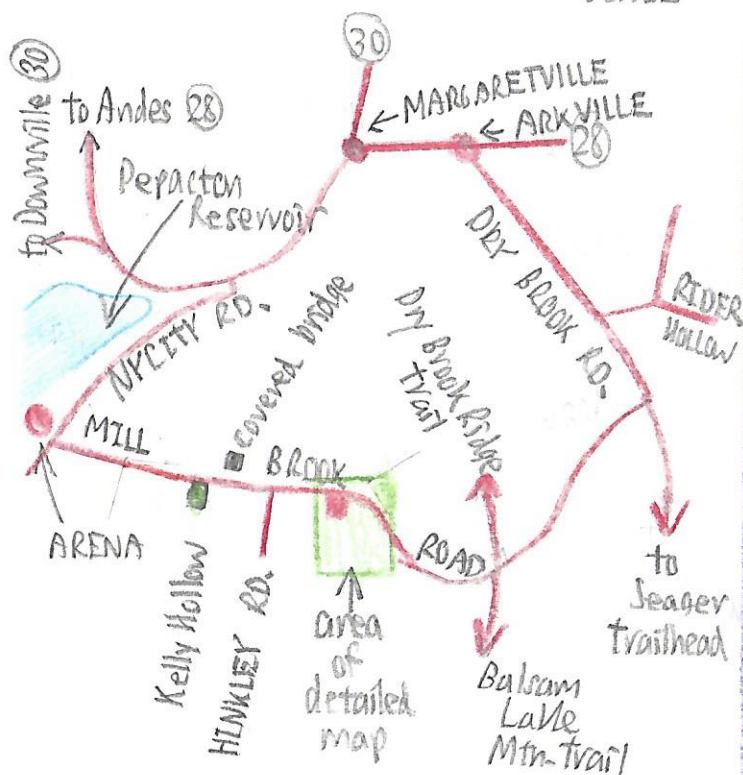 30
MARGARETVILLE
ARKVILLE
28
to Downsville 30
to Andes 28
Pepacton
Reservoir
NYCITY RD.
covered bridge
Dry Brook Ridge
trail
DRY BROOK RD.
RIDER
HOLLOW
MILL
BROOK
ROAD
ARENA
Kelly Hollow
HINKLEY RD.
area
of
detailed
map
Balsam
Lake
Mtn-Trail
to
Seager
trailhead